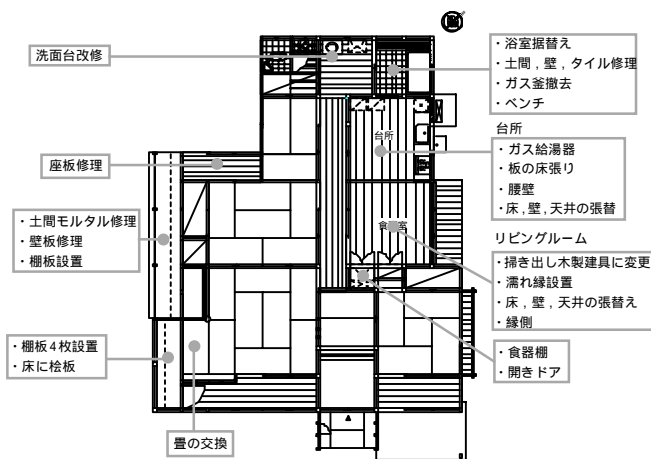 洗面台改修
・浴室据替え
・土間，壁，タイル修理
・ガス釜撤去
・ベンチ
台所
・ガス給湯器
・板の床張り
・腰壁
・床,壁,天井の張替
台所
座板修理
・土間モルタル修理
・壁板修理
・棚板設置
食 室
リビングルーム
・掃き出し木製建具に変更
・濡れ縁設置
・床，壁，天井の張替え
・縁側
・食器棚
・開きドア
・棚板4枚設置
・床に桧板
畳の交換